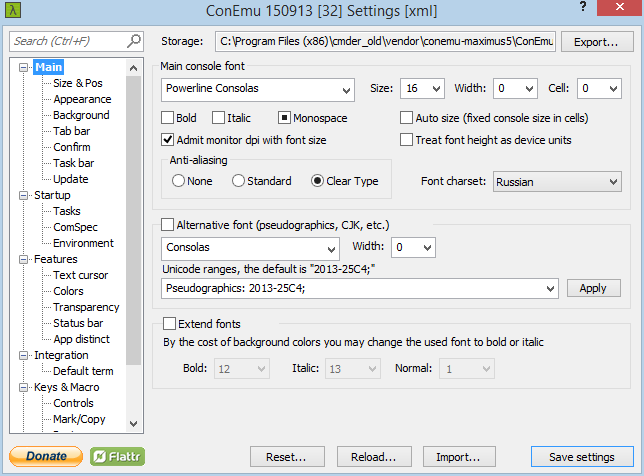 ConEmu 150913 [32] Settings [xml]
Search (Ctrl+F)
Storage: C:\Program Files (x86)\cmder_old\vendor\conemu-maximus5\ConEmu Export...
Main
Size & Pos
Appearance
Background
Tab bar
Confirm
Task bar
Update
Startup
Tasks
ComSpec
Environment
Features
Text cursor
Colors
Transparency
Status bar
App distinct
Integration
Default term
Keys & Macro
Controls
Mark/Copy
Main console font
Powerline Consolas Size: 16 Width: 0 Cell: 0
Bold Italic Monospace Auto size (fixed console size in cells)
Admit monitor dpi with font size Treat font height as device units
Anti-aliasing
None Standard Clear Type Font charset: Russian
Alternative font (pseudographics, CJK, etc.)
Consolas Width: 0
Unicode ranges, the default is "2013-25C4;"
Pseudographics: 2013-25C4; Apply
Extend fonts
By the cost of background colors you may change the used font to bold or italic
Bold: 12 Italic: 13 Normal: 1
Donate Flattr Reset... Reload... Import... Save settings